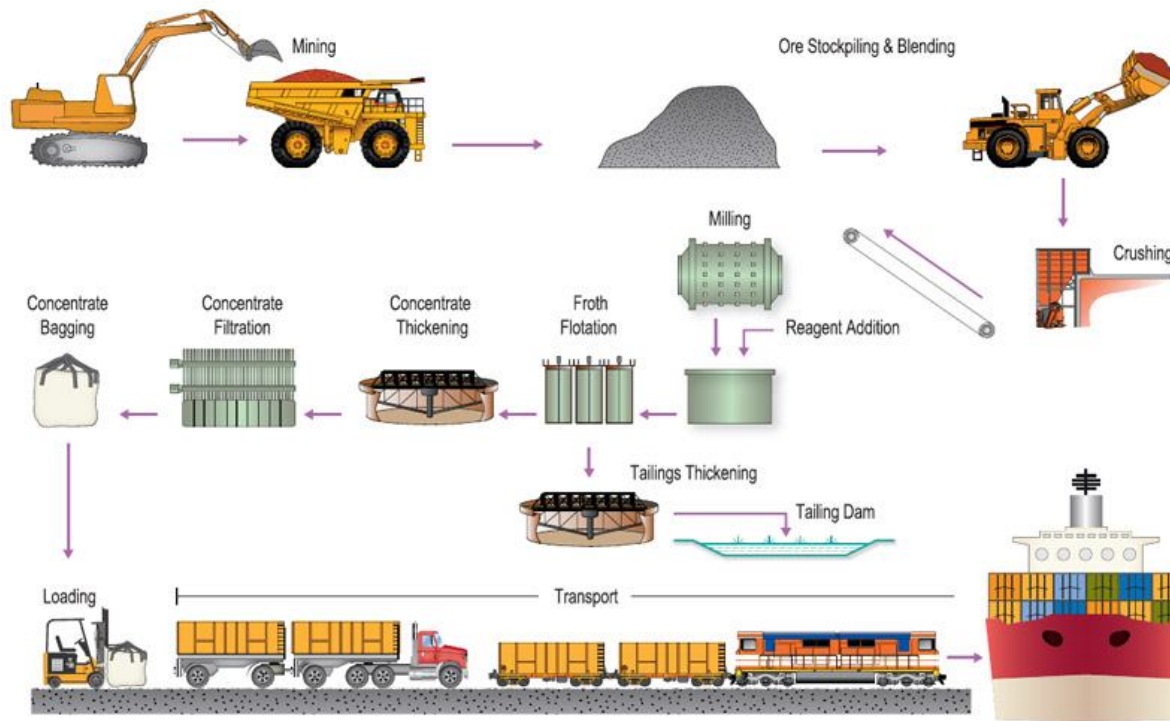 Mining
Ore Stockpiling & Blending
Milling
Crushing
Concentrate
Bagging
Concentrate
Filtration
Concentrate
Thickening
Froth
Flotation
Reagent Addition
Tailings Thickening
Tailing Dam
Loading
Transport